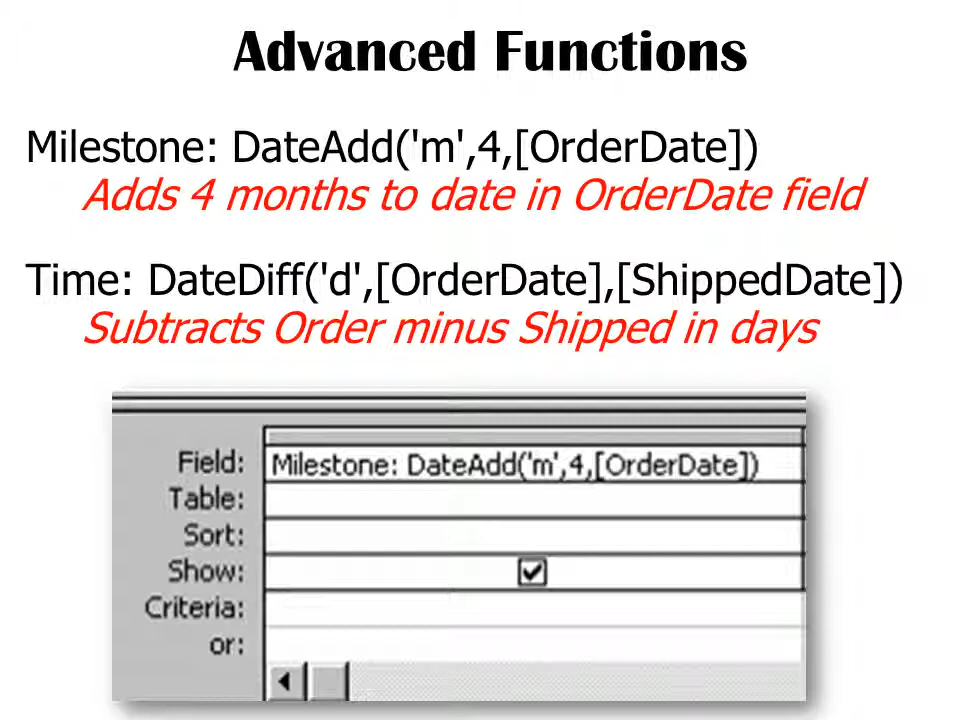 Advanced Functions
Milestone: DateAdd('m',4,[OrderDate])
Adds 4 months to date in OrderDate field
Time: DateDiff('d',[OrderDate],[ShippedDate])
Subtracts Order minus Shipped in days
Field: Milestone: DateAdd('m',4,[OrderDate])
Table:
Sort:
Show:
Criteria:
or: